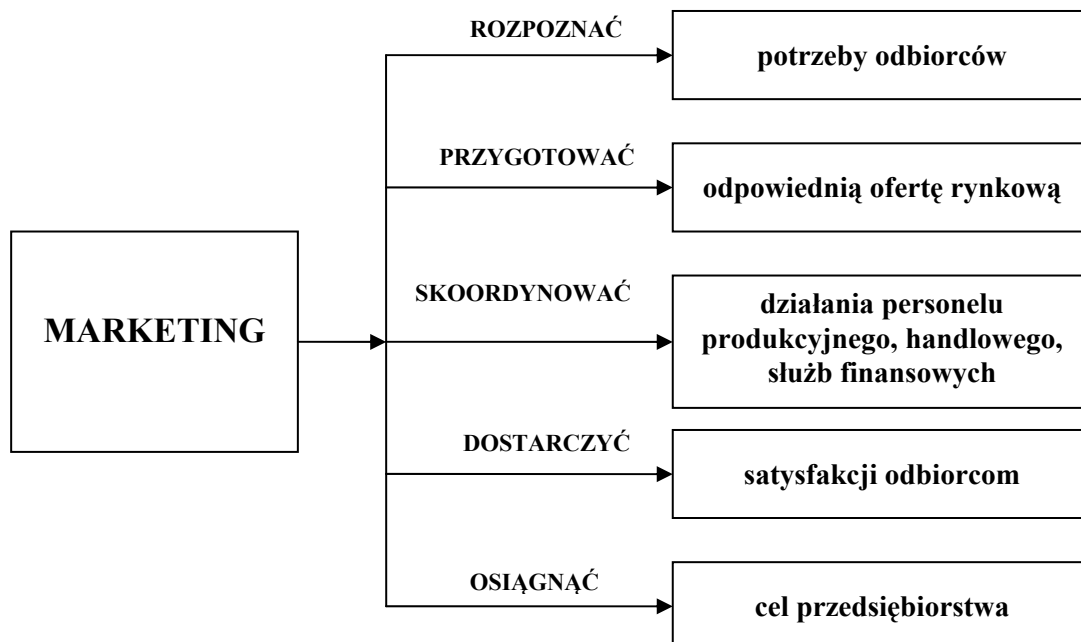 ROZPOZNAĆ
potrzeby odbiorców
PRZYGOTOWAĆ
odpowiednią ofertę rynkową
MARKETING
SKOORDYNOWAĆ
działania personelu
produkcyjnego, handlowego,
służb finansowych
DOSTARCZYĆ
satysfakcji odbiorcom
OSIĄGNĄĆ
cel przedsiębiorstwa